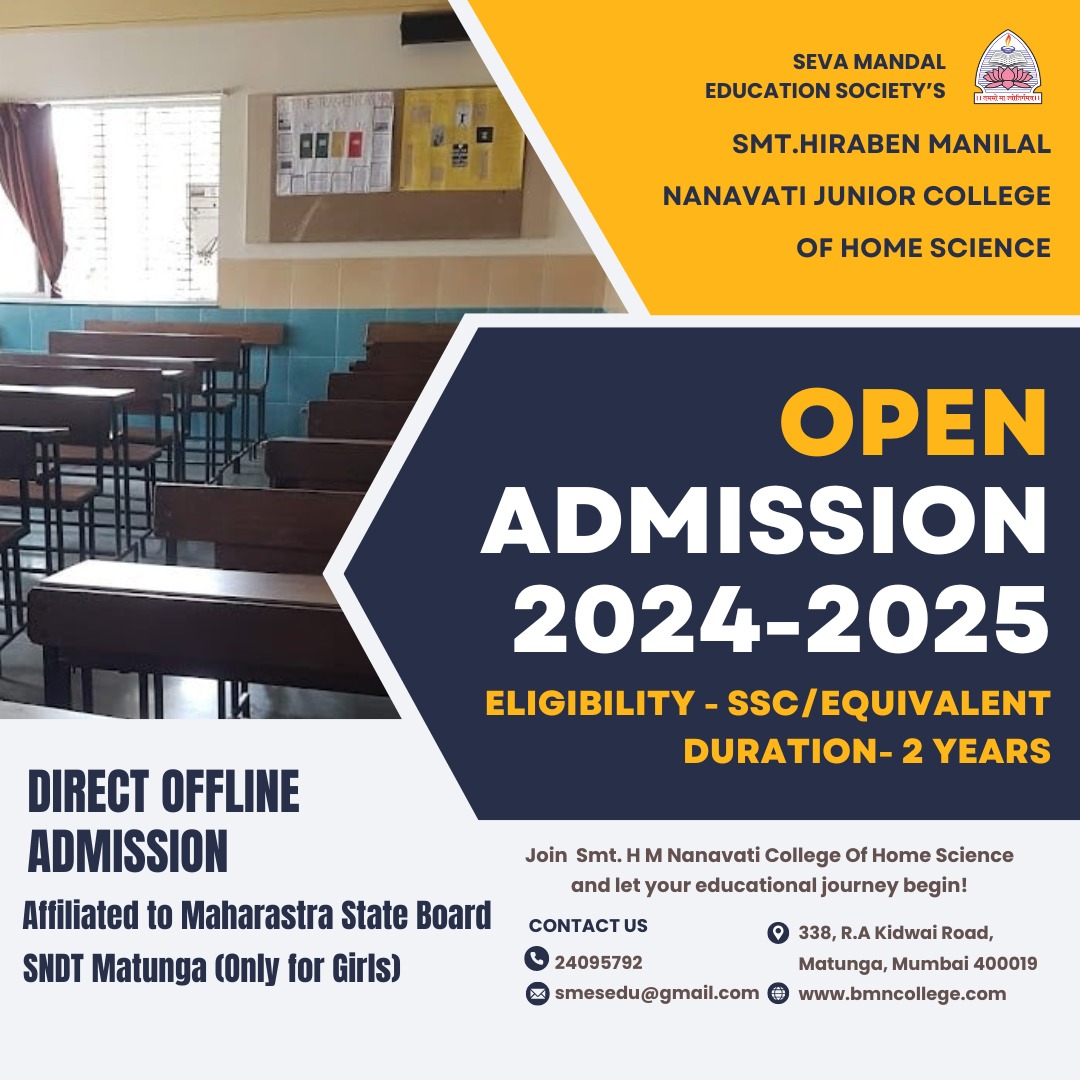 SEVA MANDAL
EDUCATION SOCIETY'S
।। तमसो मा ज्योतिर्गमय ।।
SMT.HIRABEN MANILAL
NANAVATI JUNIOR COLLEGE
OF HOME SCIENCE
OPEN
ADMISSION
2024-2025
ELIGIBILITY - SSC/EQUIVALENT
DURATION- 2 YEARS
DIRECT OFFLINE
ADMISSION
Affiliated to Maharastra State Board
SNDT Matunga (Only for Girls)
Join Smt. H M Nanavati College Of Home Science
and let your educational journey begin!
CONTACT US
24095792
smesedu@gmail.com
338, R.A Kidwai Road,
Matunga, Mumbai 400019
www.bmncollege.com